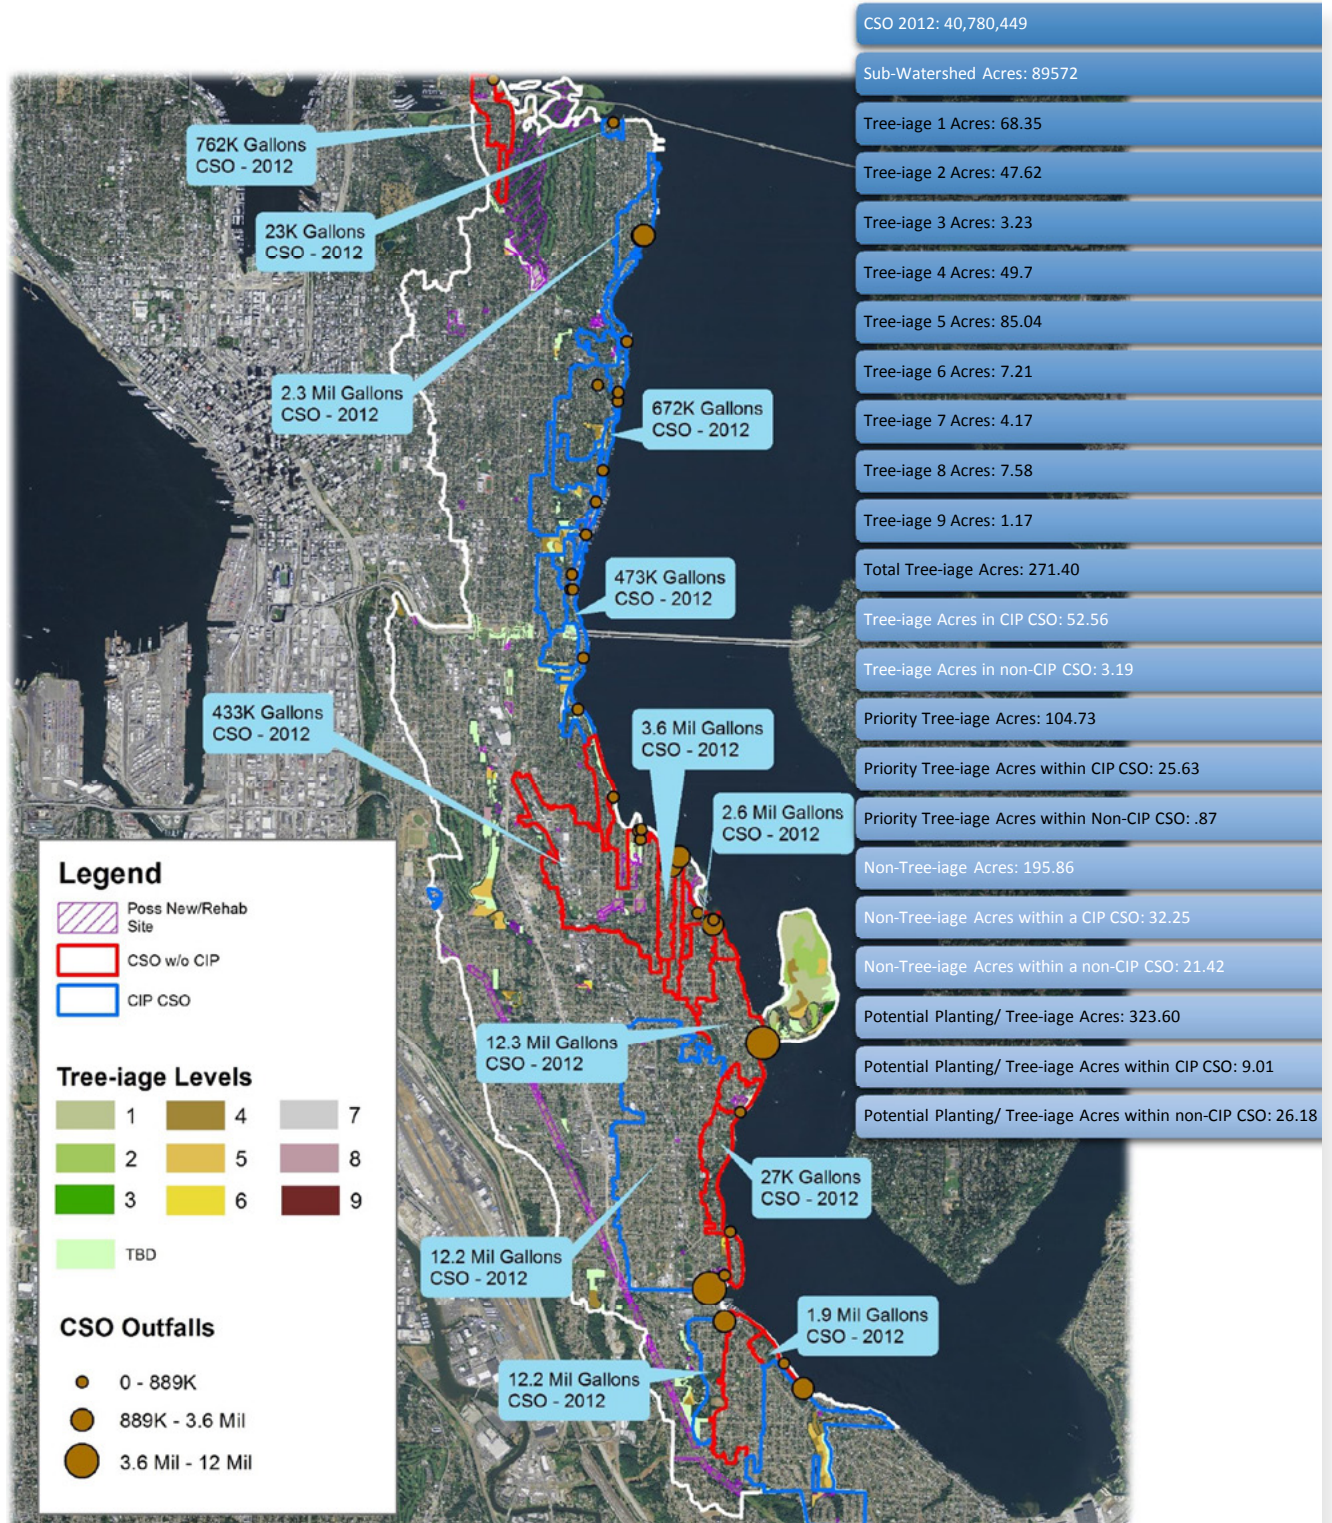 CSO 2012: 40,780,449
Sub-Watershed Acres: 89572
Tree-iage 1 Acres: 68.35
Tree-iage 2 Acres: 47.62
Tree-iage 3 Acres: 3.23
Tree-iage 4 Acres: 49.7
Tree-iage 5 Acres: 85.04
Tree-iage 6 Acres: 7.21
Tree-iage 7 Acres: 4.17
Tree-iage 8 Acres: 7.58
Tree-iage 9 Acres: 1.17
Total Tree-iage Acres: 271.40
Tree-iage Acres in CIP CSO: 52.56
Tree-iage Acres in non-CIP CSO: 3.19
Priority Tree-iage Acres: 104.73
Priority Tree-iage Acres within CIP CSO: 25.63
Priority Tree-iage Acres within Non-CIP CSO: .87
Non-Tree-iage Acres: 195.86
Non-Tree-iage Acres within a CIP CSO: 32.25
Non-Tree-iage Acres within a non-CIP CSO: 21.42
Potential Planting/ Tree-iage Acres: 323.60
Potential Planting/ Tree-iage Acres within CIP CSO: 9.01
Potential Planting/ Tree-iage Acres within non-CIP CSO: 26.18
762K Gallons
CSO - 2012
23K Gallons
CSO - 2012
2.3 Mil Gallons
CSO - 2012
672K Gallons
CSO - 2012
473K Gallons
CSO - 2012
433K Gallons
CSO - 2012
3.6 Mil Gallons
CSO - 2012
2.6 Mil Gallons
CSO - 2012
12.3 Mil Gallons
CSO - 2012
27K Gallons
CSO - 2012
12.2 Mil Gallons
CSO - 2012
1.9 Mil Gallons
CSO - 2012
12.2 Mil Gallons
CSO - 2012
Legend
Poss New/Rehab
Site
CSO w/o CIP
CIP CSO
Tree-iage Levels
1 4 7
2 5 8
3 6 9
TBD
CSO Outfalls
0 - 889K
889K - 3.6 Mil
3.6 Mil - 12 Mil